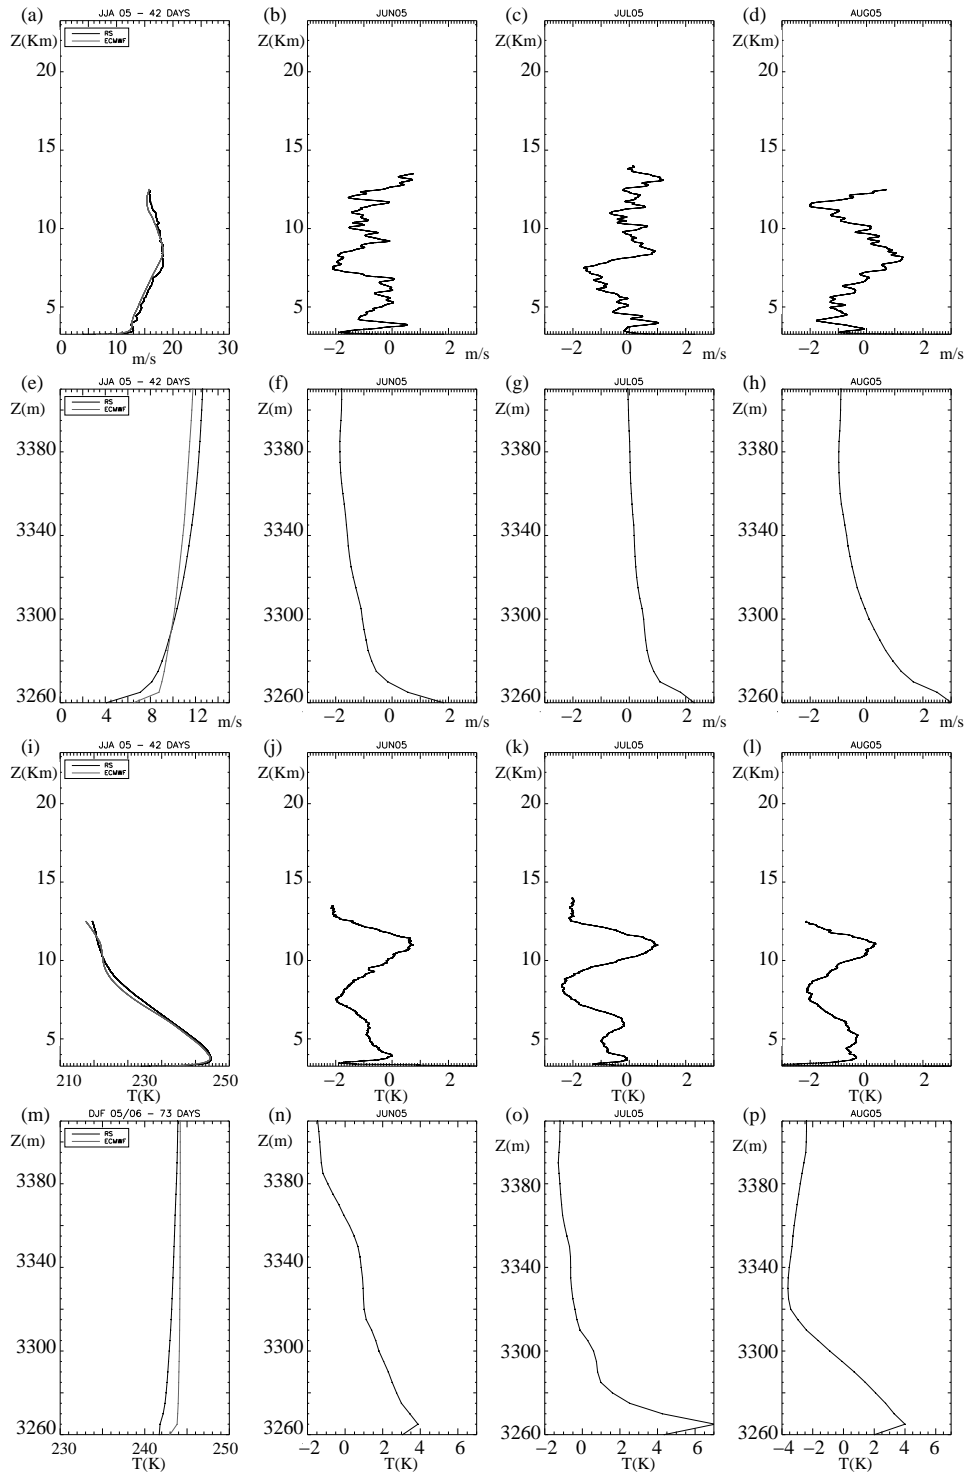 (a) JJA 05 - 42 DAYS (b) JUN05 (c) JUL05 (d) AUG05
Z(Km) RS Z(Km) Z(Km) Z(Km)
ECMWF
20 20 20 20
15 15 15 15
10 10 10 10
5 5 5 5
0 10 20 30 −2 0 2 −2 0 2 −2 0 2
m/s m/s m/s m/s
(e) JJA 05 - 42 DAYS (f) JUN05 (g) JUL05 (h) AUG05
Z(m) RS Z(m) Z(m) Z(m)
ECMWF
3380 3380 3380 3380
3340 3340 3340 3340
3300 3300 3300 3300
3260 3260 3260 3260
0 4 8 12 m/s −2 0 2 m/s −2 0 2 m/s −2 0 2 m/s
(i) JJA 05 - 42 DAYS (j) JUN05 (k) JUL05 (l) AUG05
Z(Km) RS Z(Km) Z(Km) Z(Km)
ECMWF
20 20 20 20
15 15 15 15
10 10 10 10
5 5 5 5
210 230 250 −2 0 2 −2 0 2 −2 0 2
T(K) T(K) T(K) T(K)
(m) DJF 05/06 - 73 DAYS (n) JUN05 (o) JUL05 (p) AUG05
Z(m) RS Z(m) Z(m) Z(m)
ECMWF
3380 3380 3380 3380
3340 3340 3340 3340
3300 3300 3300 3300
3260 3260 3260 3260
230 240 250 −2 0 2 4 6 −2 0 2 4 6 −4 −2 0 2 4 6
T(K) T(K) T(K) T(K)